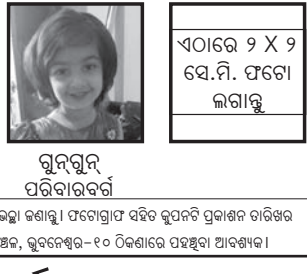 ଏଠାରେ ୨ X ୨
ସେ.ମି. ଫଟୋ
ଲଗାନ୍ତୁ
ଗୁନ୍‌ଗୁନ୍
ପରିବାରବର୍ଗ
ଜଣାନ୍ତୁ। ଫଟୋଗ୍ରାଫ ସହିତ କୁପନଟି ପ୍ରକାଶନ ତାରିଖର
ଭୁବନେଶ୍ୱର-୧୦ ଠିକଣାରେ ପହଞ୍ଚିବା ଆବଶ୍ୟକ।